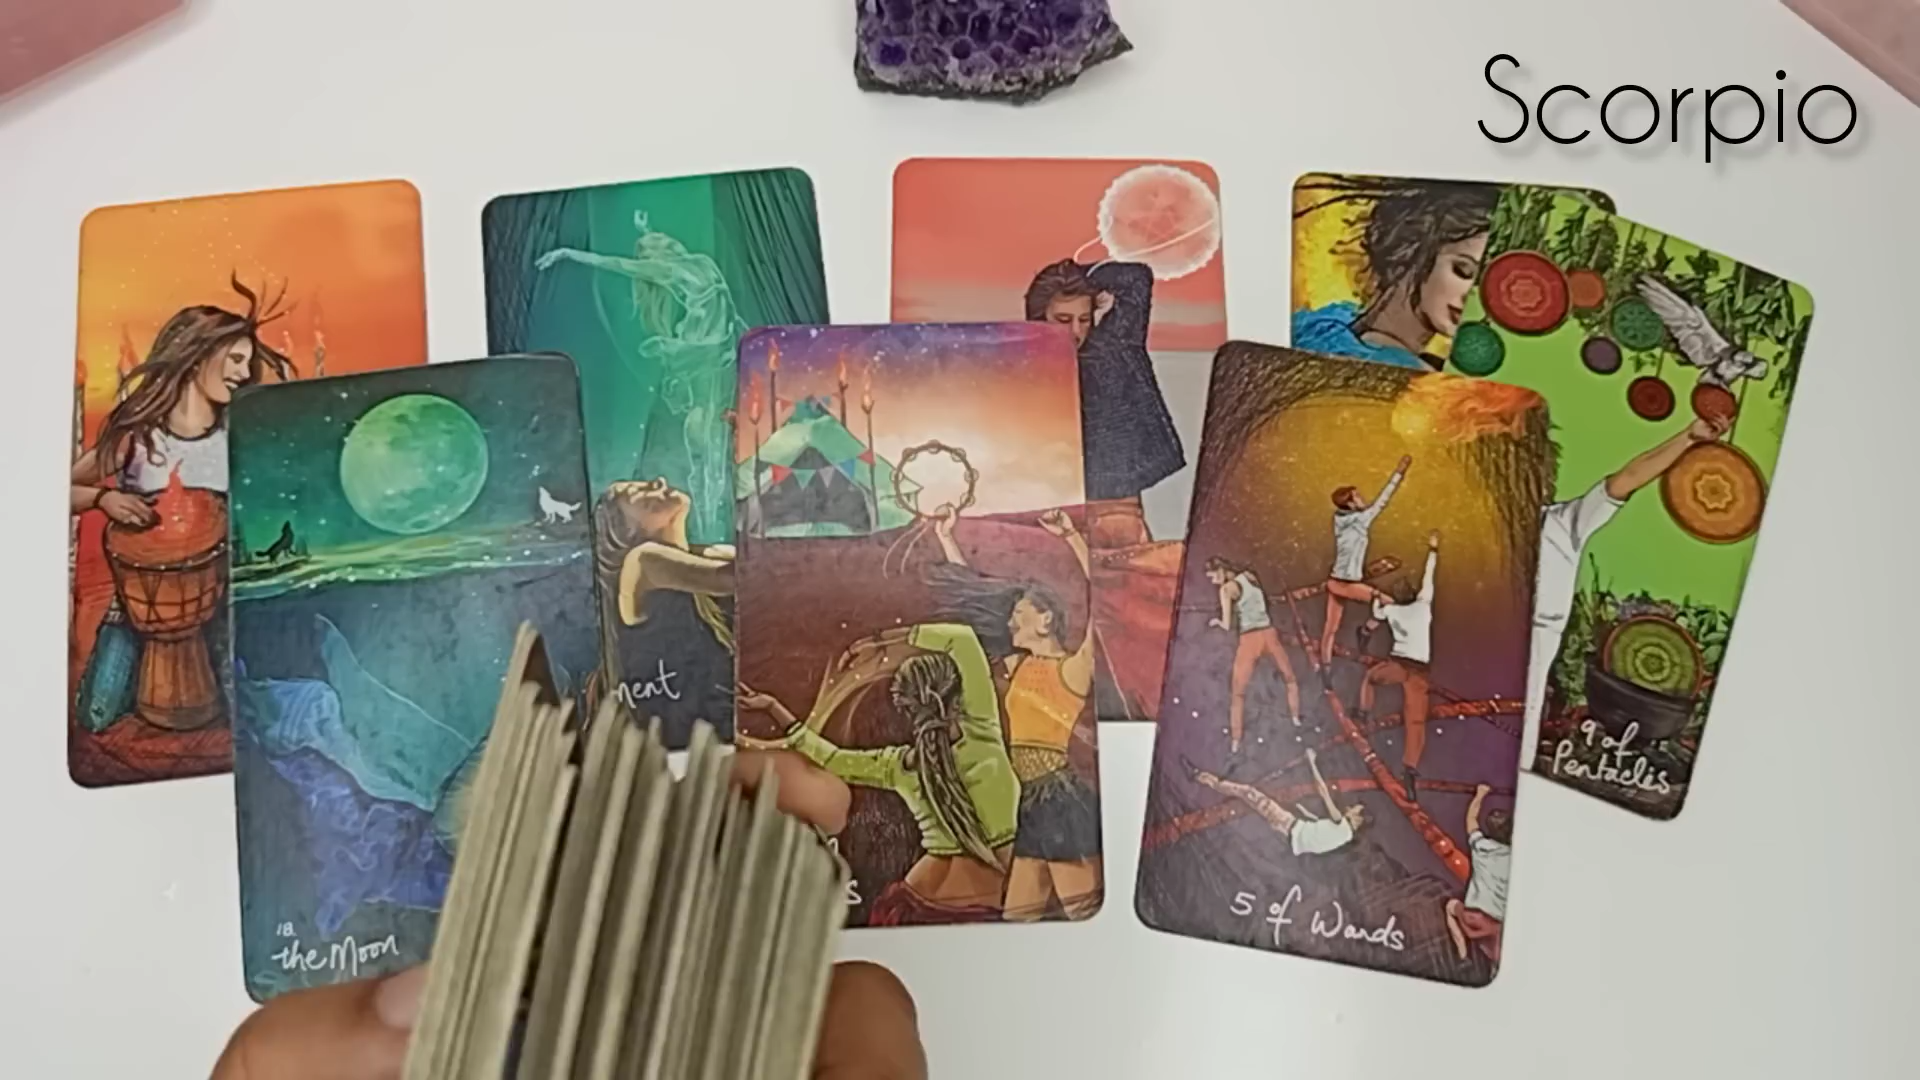 Scorpio
nent
9 of
Pentacles
s
5 of Wands
18.
the Moon